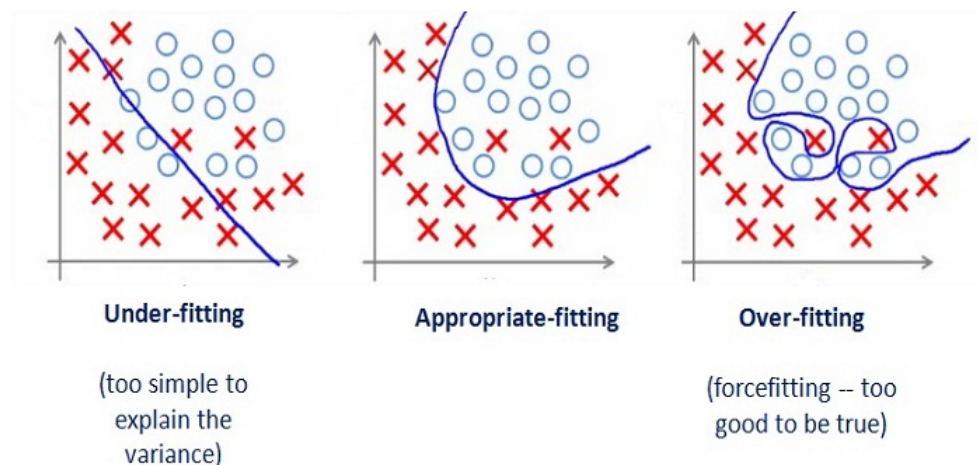 Under-fitting
Appropriate-fitting
Over-fitting
(too simple to
explain the
variance)
(forcefitting -- too
good to be true)